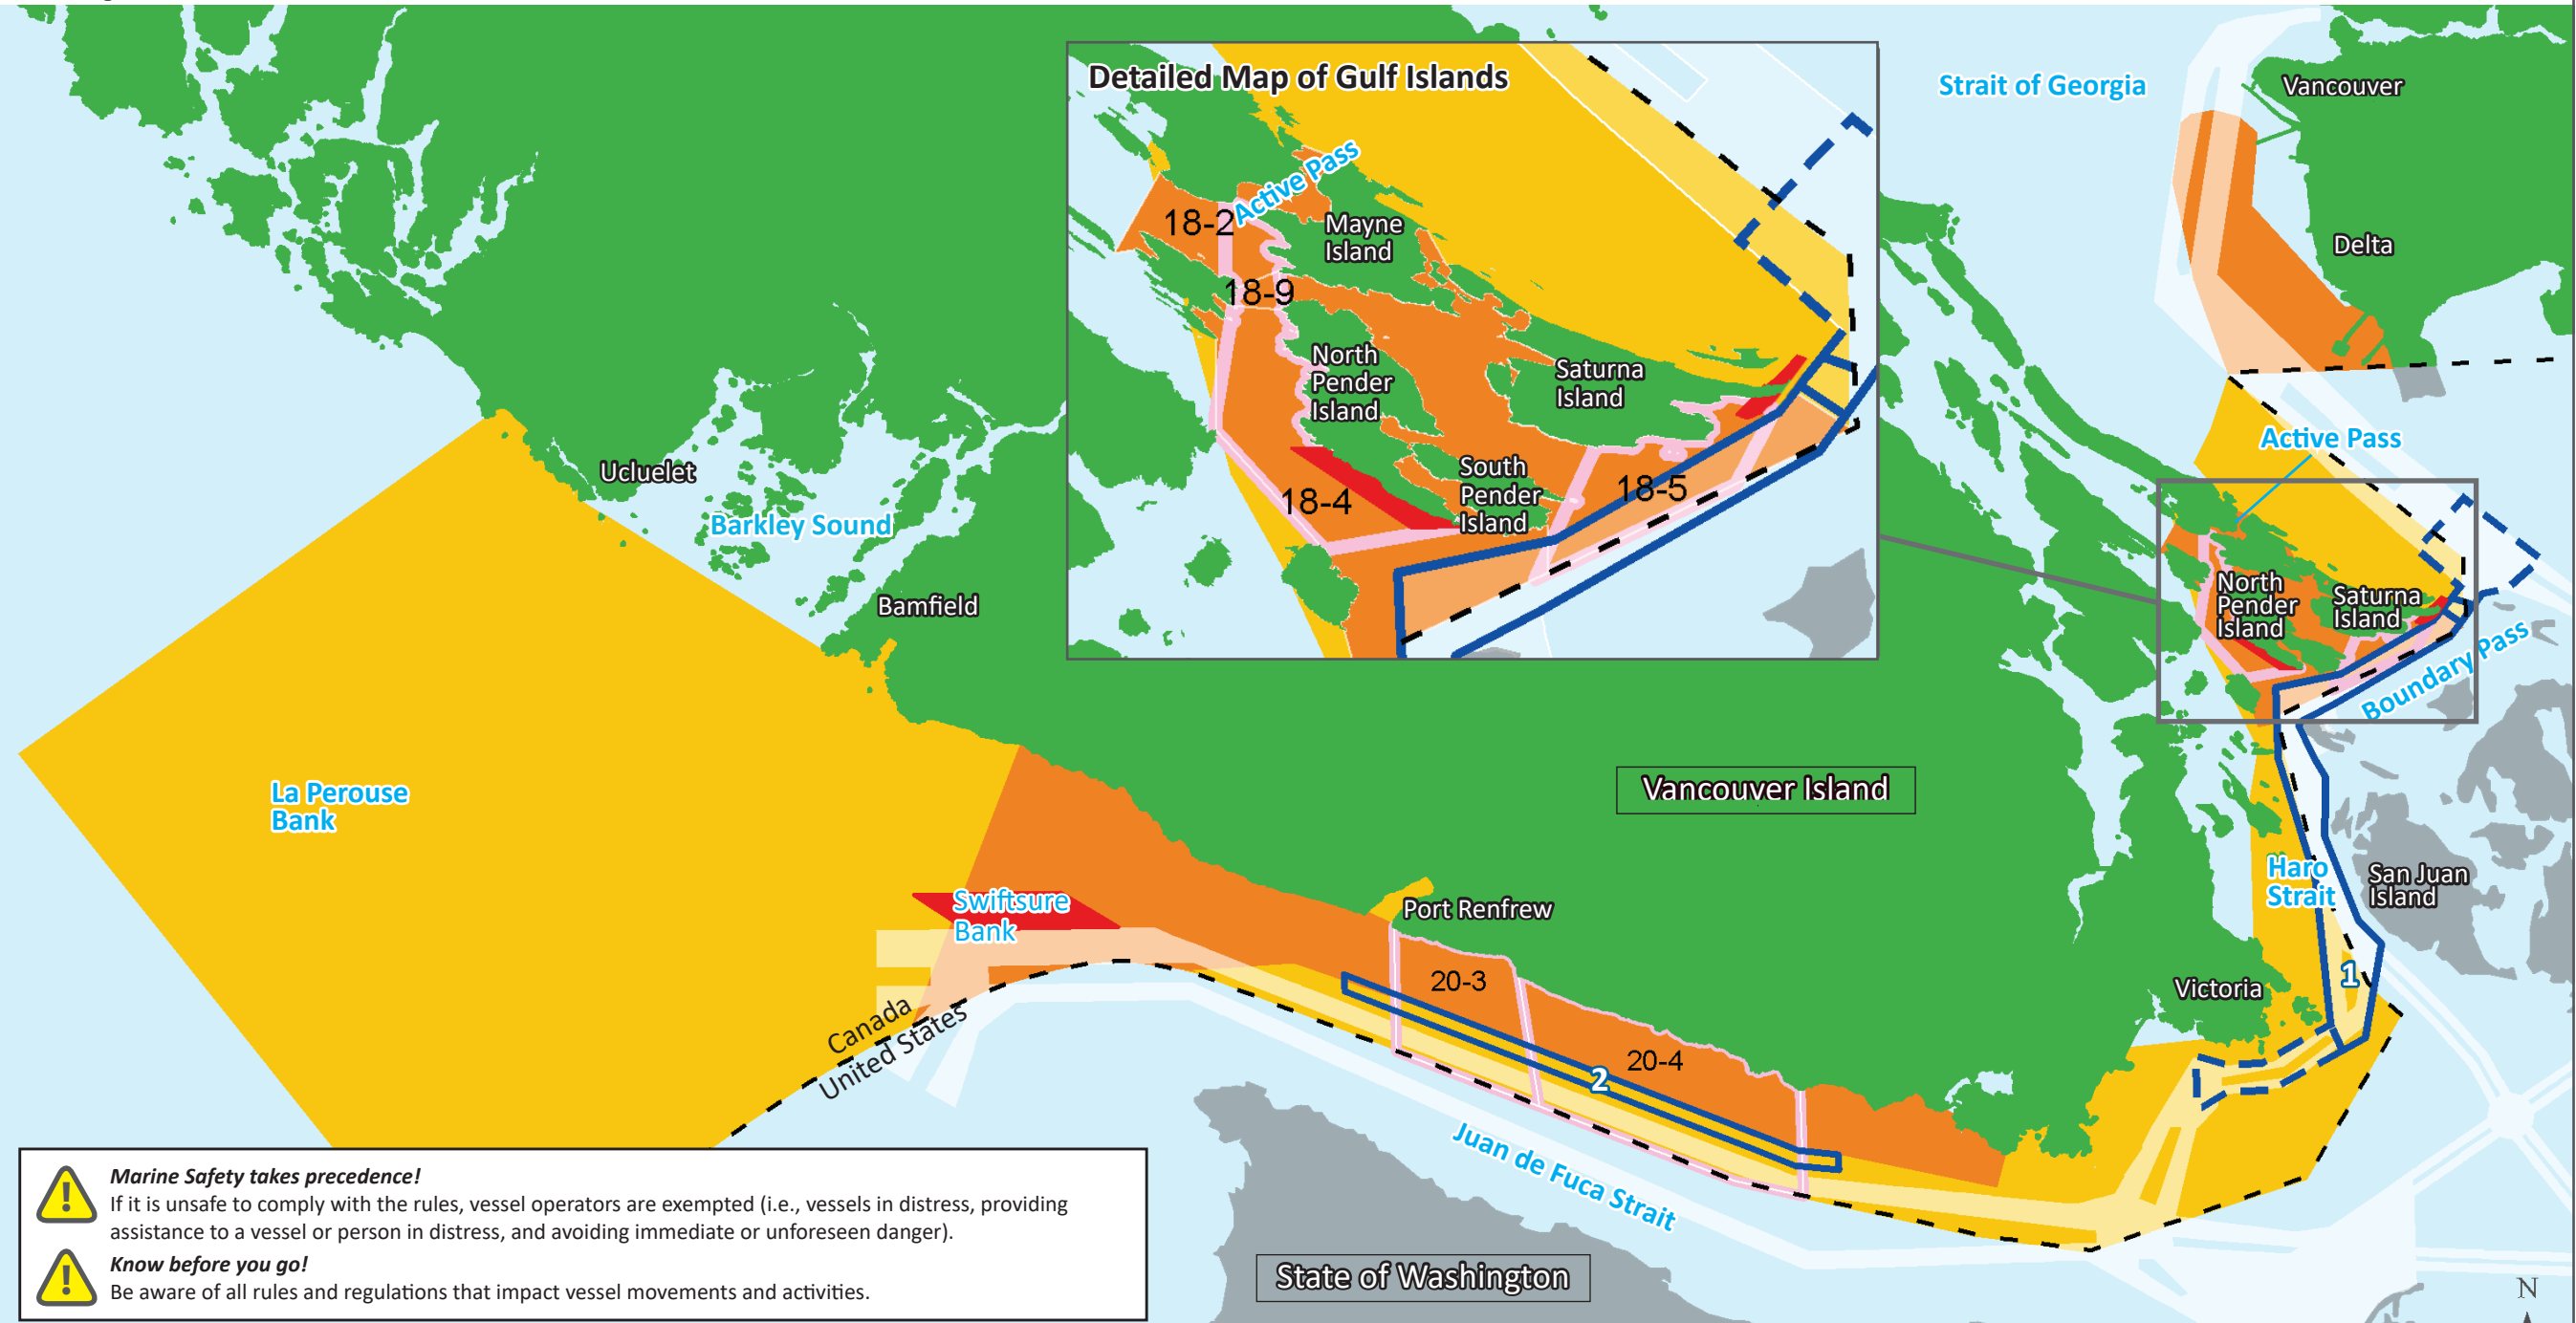 Detailed Map of Gulf Islands
Active Pass
18-2
Mayne
Island
18-9
North
Pender
Island
Saturna
Island
South
Pender
Island
18-4
18-5
Strait of Georgia
Vancouver
Delta
Active Pass
North
Pender
Island
Saturna
Island
Boundary Pass
Ucluelet
Barkley Sound
Bamfield
La Perouse
Bank
Vancouver Island
Swiftsure
Bank
Port Renfrew
Haro
Strait
San Juan
Island
20-3
1
Victoria
Canada
United States
20-4
2
Juan de Fuca Strait
State of Washington
Marine Safety takes precedence!
If it is unsafe to comply with the rules, vessel operators are exempted (i.e., vessels in distress, providing
assistance to a vessel or person in distress, and avoiding immediate or unforeseen danger).
Know before you go!
Be aware of all rules and regulations that impact vessel movements and activities.
N